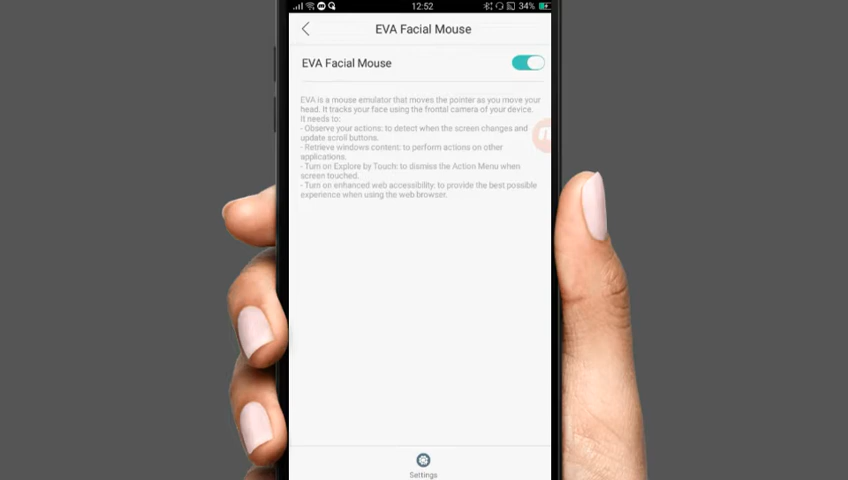 12:52
34%
EVA Facial Mouse
EVA Facial Mouse
EVA is a mouse emulator that moves the pointer as you move your
head. It tracks your face using the frontal camera of your device.
It needs to:
- Observe your actions: to detect when the screen changes and
update scroll buttons.
- Retrieve windows content: to perform actions on other
applications.
- Turn on Explore by Touch: to dismiss the Action Menu when
screen touched.
- Turn on enhanced web accessibility: to provide the best possible
experience when using the web browser.
Settings